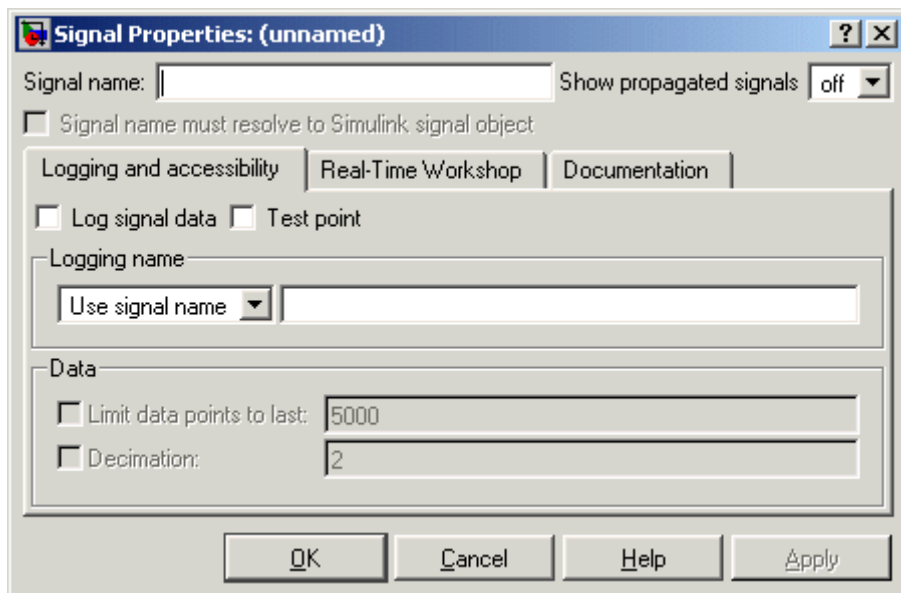 Signal Properties: (unnamed)
Signal name: Show propagated signals off
Signal name must resolve to Simulink signal object
Logging and accessibility Real-Time Workshop Documentation
Log signal data Test point
Logging name
Use signal name
Data
Limit data points to last: 5000
Decimation: 2
OK Cancel Help Apply